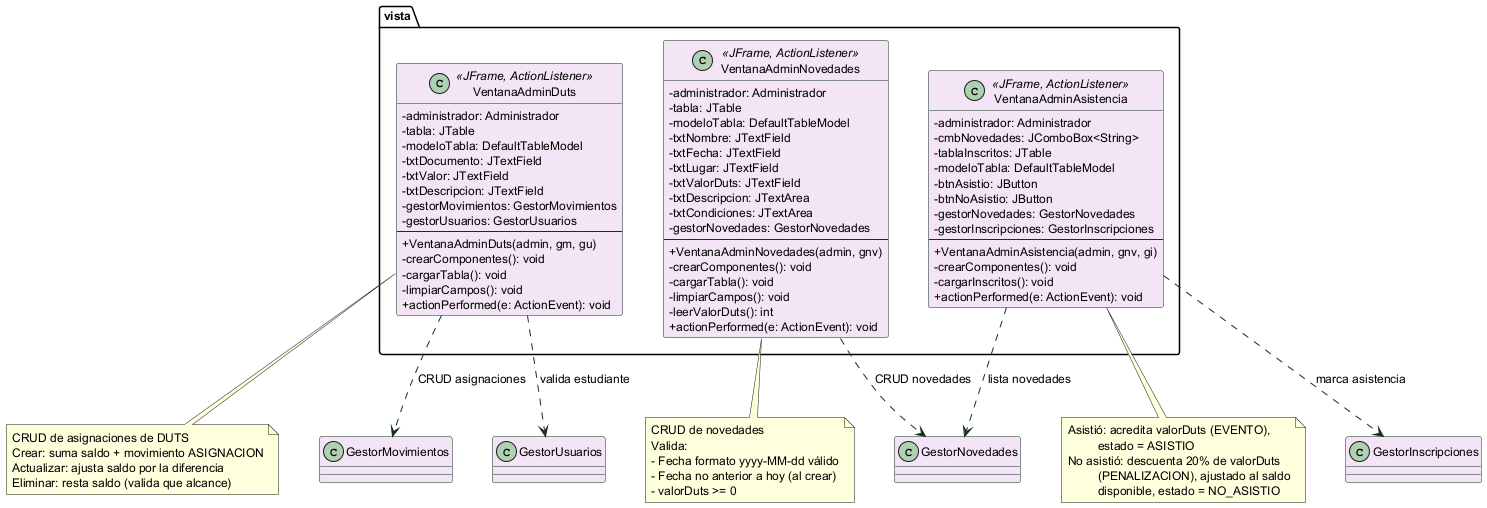 vista
C
«JFrame, ActionListener»
VentanaAdminDuts
-administrador: Administrador
-tabla: JTable
-modeloTabla: DefaultTableModel
-txtDocumento: JTextField
-txtValor: JTextField
-txtDescripcion: JTextField
-gestorMovimientos: GestorMovimientos
-gestorUsuarios: GestorUsuarios
+VentanaAdminDuts(admin, gm, gu)
-crearComponentes(): void
-cargarTabla(): void
-limpiarCampos(): void
+actionPerformed(e: ActionEvent): void
C
«JFrame, ActionListener»
VentanaAdminNovedades
-administrador: Administrador
-tabla: JTable
-modeloTabla: DefaultTableModel
-txtNombre: JTextField
-txtFecha: JTextField
-txtLugar: JTextField
-txtValorDuts: JTextField
-txtDescripcion: JTextArea
-txtCondiciones: JTextArea
-gestorNovedades: GestorNovedades
+VentanaAdminNovedades(admin, gnv)
-crearComponentes(): void
-cargarTabla(): void
-limpiarCampos(): void
-leerValorDuts(): int
+actionPerformed(e: ActionEvent): void
C
«JFrame, ActionListener»
VentanaAdminAsistencia
-administrador: Administrador
-cmbNovedades: JComboBox<String>
-tablaInscritos: JTable
-modeloTabla: DefaultTableModel
-btnAsistio: JButton
-btnNoAsistio: JButton
-gestorNovedades: GestorNovedades
-gestorInscripciones: GestorInscripciones
+VentanaAdminAsistencia(admin, gnv, gi)
-crearComponentes(): void
-cargarInscritos(): void
+actionPerformed(e: ActionEvent): void
CRUD asignaciones
valida estudiante
CRUD novedades
lista novedades
marca asistencia
CRUD de asignaciones de DUTS
Crear: suma saldo + movimiento ASIGNACION
Actualizar: ajusta saldo por la diferencia
Eliminar: resta saldo (valida que alcance)
C GestorMovimientos
C GestorUsuarios
CRUD de novedades
Valida:
- Fecha formato yyyy-MM-dd válido
- Fecha no anterior a hoy (al crear)
- valorDuts >= 0
C GestorNovedades
Asistió: acredita valorDuts (EVENTO),
estado = ASISTIO
No asistió: descuenta 20% de valorDuts
(PENALIZACION), ajustado al saldo
disponible, estado = NO_ASISTIO
C GestorInscripciones